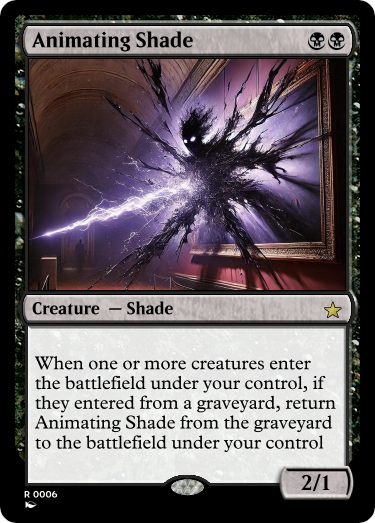 Animating Shade
Creature — Shade
When one or more creatures enter
the battlefield under your control, if
they entered from a graveyard, return
Animating Shade from the graveyard
to the battlefield under your control
2/1
R 0006